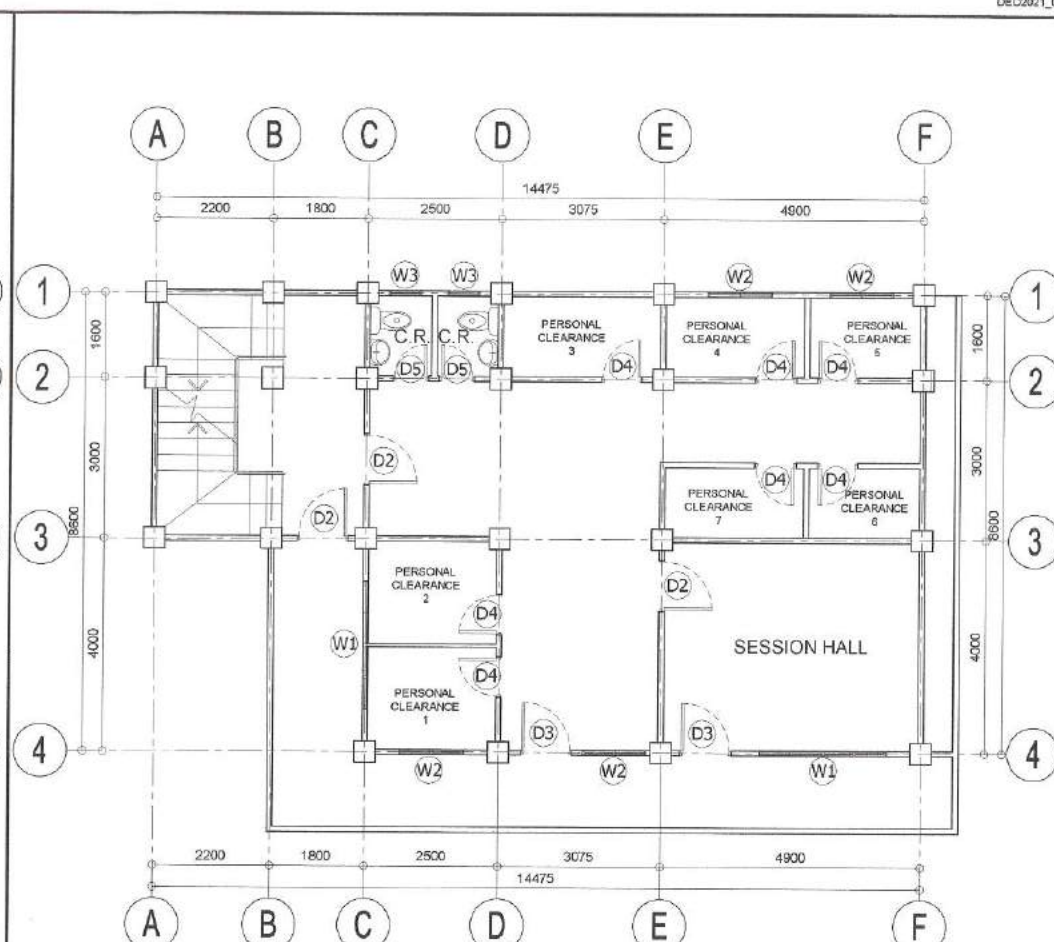 A B C D E F
14475
2200 1800 2500 3075 4900
W3 W3 W2 W2
1 1
1600 C.R. C.R. PERSONAL CLEARANCE 3 PERSONAL CLEARANCE 4 PERSONAL CLEARANCE 5 1600
D5 D5 D4 D4 D4
2 2
3000 D2 D4 D4 3000
PERSONAL CLEARANCE 7 PERSONAL CLEARANCE 6
D2
8600 8600
3 3
PERSONAL CLEARANCE 2 D2
D4
4000 W1 SESSION HALL 4000
D4
PERSONAL CLEARANCE 1
D3 D3
4 4
W2 W2 W1
2200 1800 2500 3075 4900
14475
A B C D E F